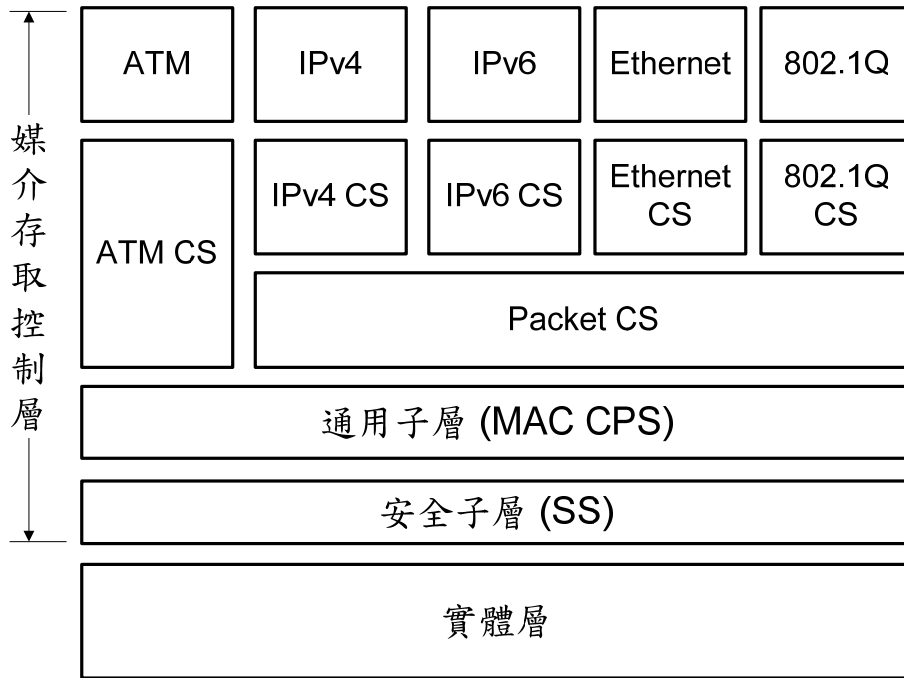 媒介存取控制層
ATM
IPv4
IPv6
Ethernet
802.1Q
ATM CS
IPv4 CS
IPv6 CS
Ethernet
CS
802.1Q
CS
Packet CS
通用子層 (MAC CPS)
安全子層 (SS)
實體層